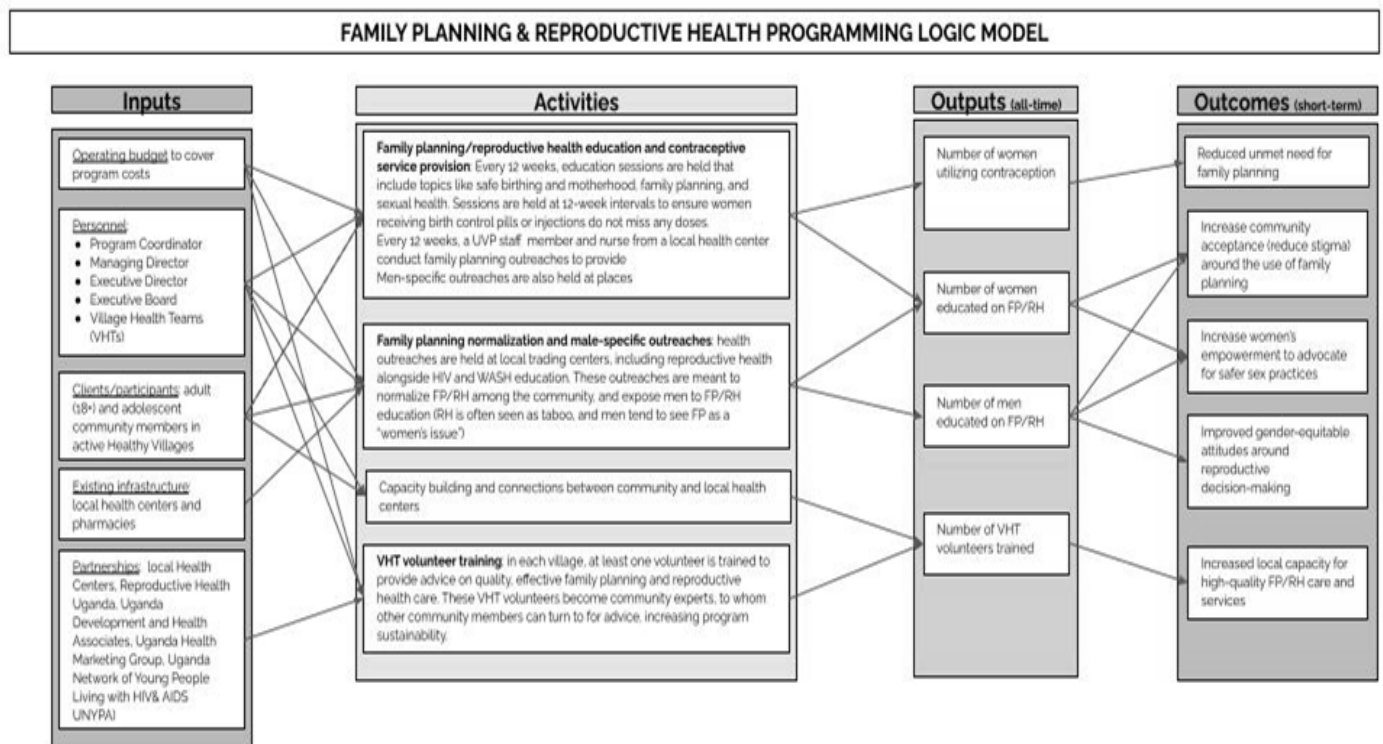 FAMILY PLANNING & REPRODUCTIVE HEALTH PROGRAMMING LOGIC MODEL
Inputs
Operating budget to cover
program costs
Personnel:
● Program Coordinator
● Managing Director
● Executive Director
● Executive Board
● Village Health Teams
(VHTs)
Clients/participants: adult
(18+) and adolescent
community members in
active Healthy Villages
Existing infrastructure:
local health centers and
pharmacies
Partnerships: local Health
Centers, Reproductive Health
Uganda, Uganda
Development and Health
Associates, Uganda Health
Marketing Group, Uganda
Network of Young People
Living with HIV& AIDS
UNYPA)
Activities
Family planning/reproductive health education and contraceptive
service provision: Every 12 weeks, education sessions are held that
include topics like safe birthing and motherhood, family planning, and
sexual health. Sessions are held at 12-week intervals to ensure women
receiving birth control pills or injections do not miss any doses.
Every 12 weeks, a UVP staff member and nurse from a local health center
conduct family planning outreaches to provide
Men-specific outreaches are also held at places
Family planning normalization and male-specific outreaches: health
outreaches are held at local trading centers, including reproductive health
alongside HIV and WASH education. These outreaches are meant to
normalize FP/RH among the community, and expose men to FP/RH
education (RH is often seen as taboo, and men tend to see FP as a
"women's issue")
Capacity building and connections between community and local health
centers
VHT volunteer training: in each village, at least one volunteer is trained to
provide advice on quality, effective family planning and reproductive
health care. These VHT volunteers become community experts, to whom
other community members can turn to for advice, increasing program
sustainability.
Outputs (all-time)
Number of women
utilizing contraception
Number of women
educated on FP/RH
Number of men
educated on FP/RH
Number of VHT
volunteers trained
Outcomes (short-term)
Reduced unmet need for
family planning
Increase community
acceptance (reduce stigma)
around the use of family
planning
Increase women's
empowerment to advocate
for safer sex practices
Improved gender-equitable
attitudes around
reproductive
decision-making
Increased local capacity for
high-quality FP/RH care and
services